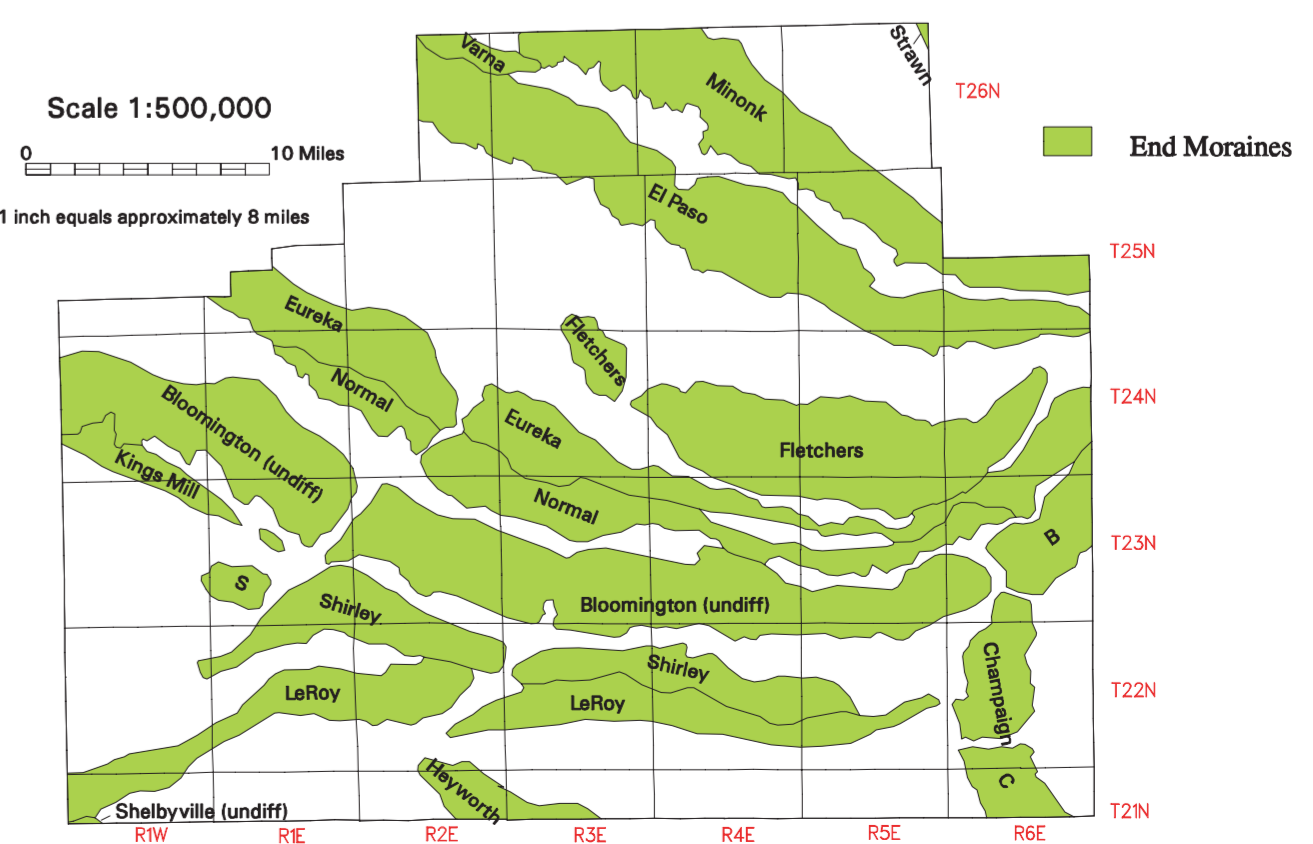 Strawn
Varna
Minonk
T26N
Scale 1:500,000
0 10 Miles
1 inch equals approximately 8 miles
End Moraines
El Paso
T25N
Eureka
Fletchers
Normal
T24N
Bloomington (undiff)
Eureka
Fletchers
Kings Mill
Normal
T23N
B
S
Shirley
Bloomington (undiff)
Champaign
Shirley
LeRoy
LeRoy
T22N
Heyworth
C
Shelbyville (undiff)
T21N
R1W R1E R2E R3E R4E R5E R6E